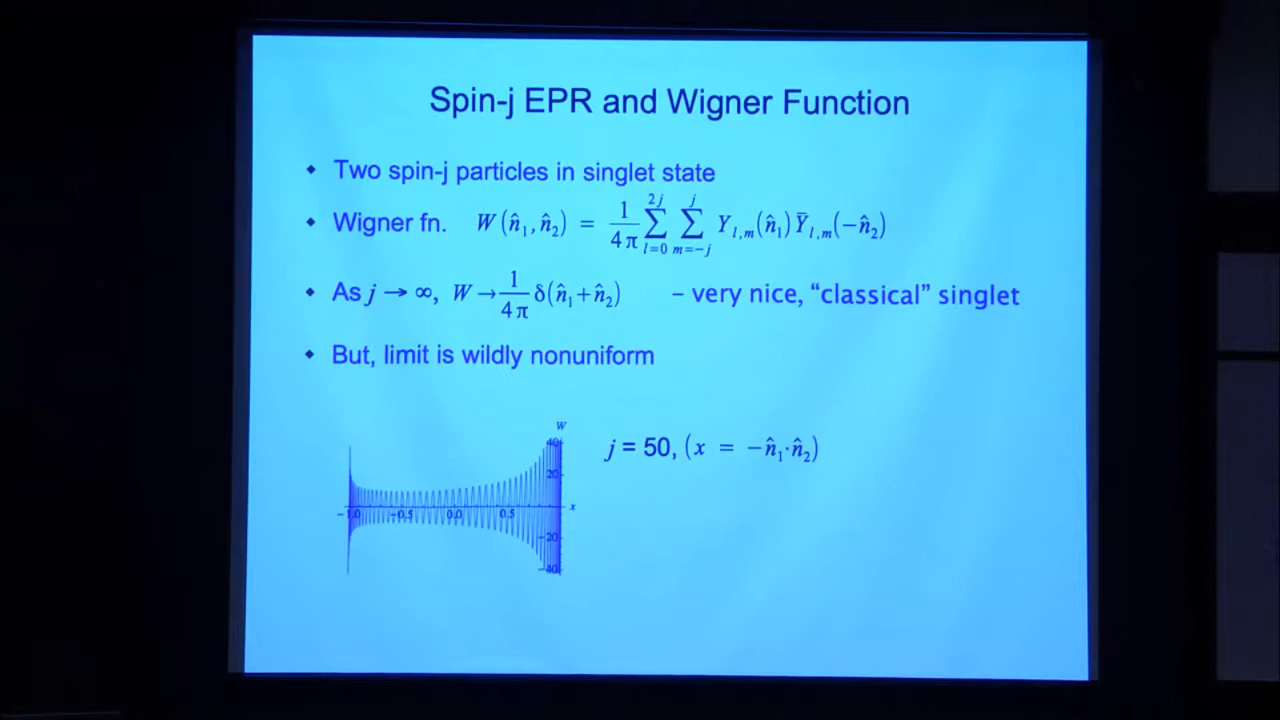 Spin-j EPR and Wigner Function
• Two spin-j particles in singlet state
• Wigner fn. W(n̂₁, n̂₂) = 1/4π ∑_{l=0}^{2j} ∑_{m=-j}^{j} Y_{l,m}(n̂₁) Ȳ_{l,m}(−n̂₂)
• As j → ∞, W → 1/4π δ(n̂₁+n̂₂) – very nice, “classical” singlet
• But, limit is wildly nonuniform
W
40
j = 50, (x = −n̂₁·n̂₂)
20
x
−1.0 −0.5 0.0 0.5
−20
−40